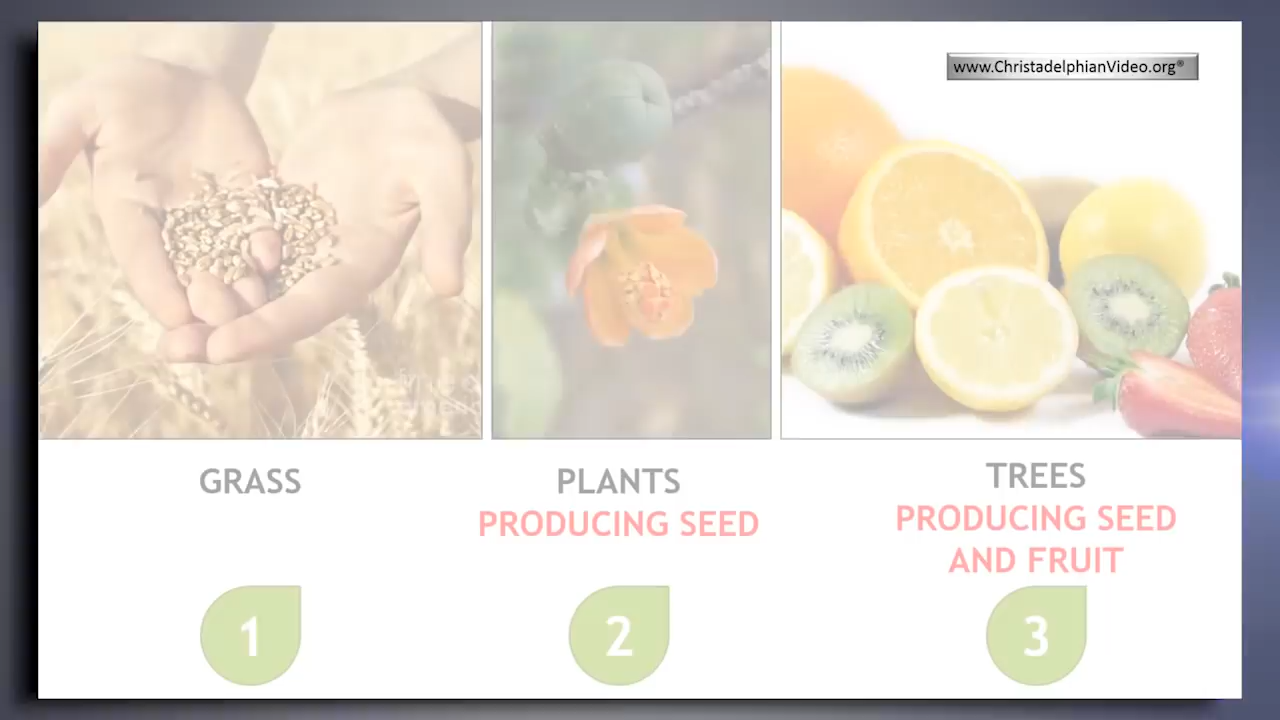 www.ChristadelphianVideo.org®
GRASS
PLANTS
PRODUCING SEED
TREES
PRODUCING SEED
AND FRUIT
1
2
3